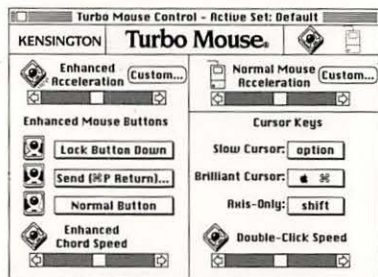 Turbo Mouse Control - Active Set: Default
KENSINGTON Turbo Mouse®
Enhanced
Acceleration Custom...
Enhanced Mouse Buttons
Lock Button Down
Send (⌘P Return)...
Normal Button
Enhanced
Chord Speed
Normal Mouse
Acceleration Custom...
Cursor Keys
Slow Cursor: option
Brilliant Cursor:  ⌘
Axis-Only: shift
Double-Click Speed